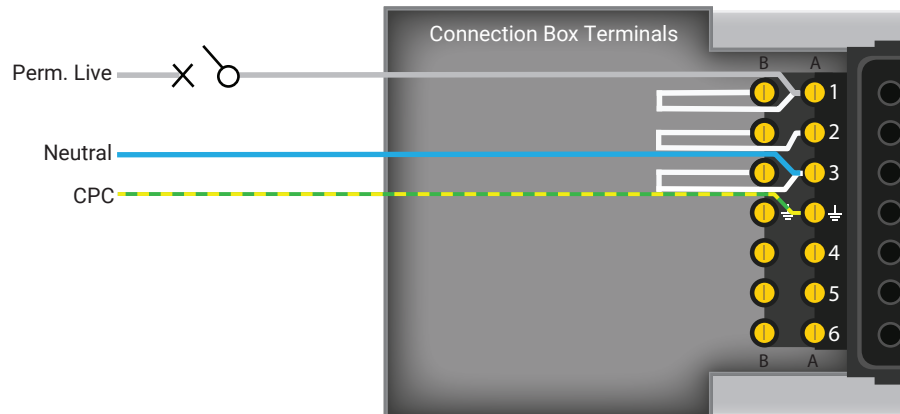 Connection Box Terminals
Perm. Live
B A
1
2
Neutral
3
CPC
4
5
6
B A